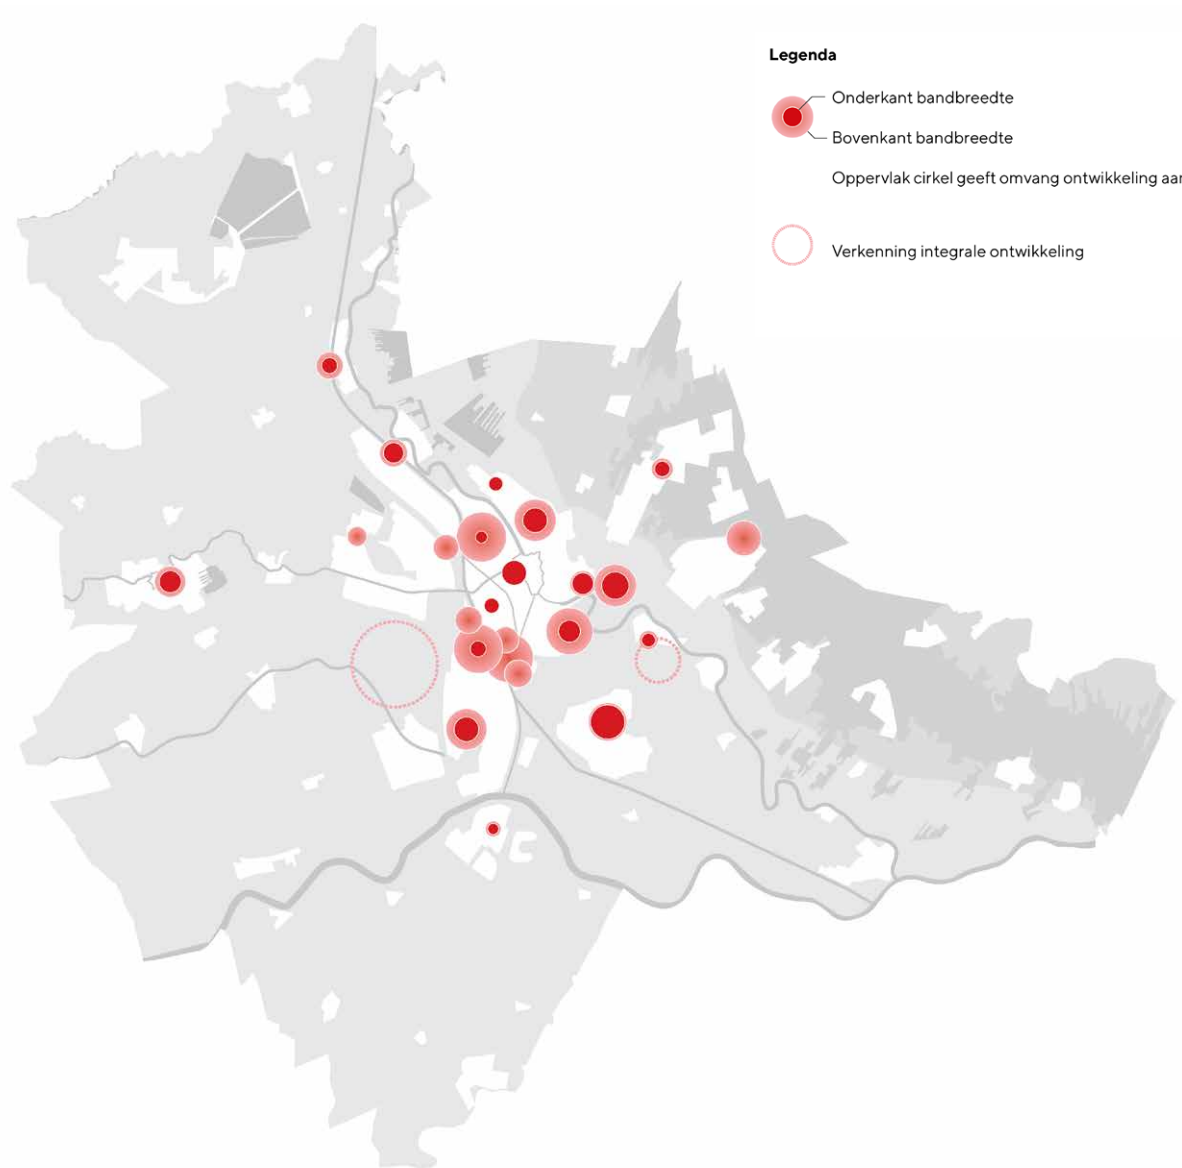 Legenda
Onderkant bandbreedte
Bovenkant bandbreedte
Oppervlak cirkel geeft omvang ontwikkeling
Verkenning integrale ontwikkeling